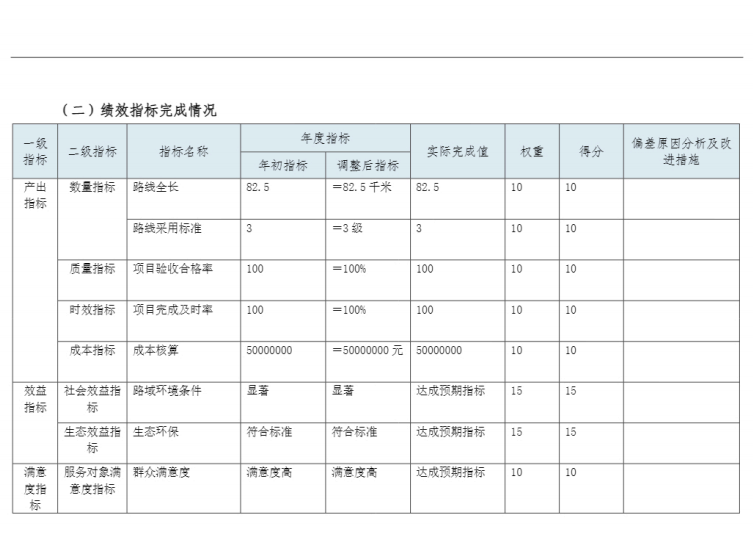 （二）绩效指标完成情况
一级指标 二级指标 指标名称 年度指标 实际完成值 权重 得分 偏差原因分析及改进措施
年初指标 调整后指标
产出指标 数量指标 路线全长 82.5 ＝82.5千米 82.5 10 10
路线采用标准 3 ＝3级 3 10 10
质量指标 项目验收合格率 100 ＝100% 100 10 10
时效指标 项目完成及时率 100 ＝100% 100 10 10
成本指标 成本核算 50000000 ＝50000000元 50000000 10 10
效益指标 社会效益指标 路域环境条件 显著 显著 达成预期指标 15 15
生态效益指标 生态环保 符合标准 符合标准 达成预期指标 15 15
满意度指标 服务对象满意度指标 群众满意度 满意度高 满意度高 达成预期指标 10 10